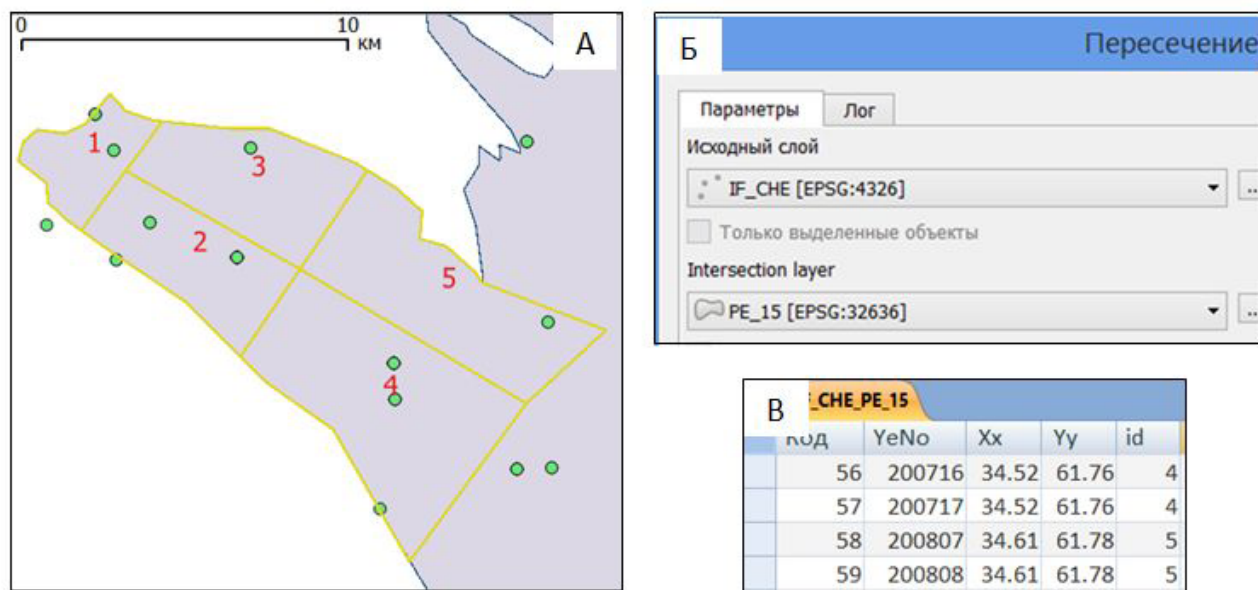 0 10
км
А
1
3
2
5
4
Б
Пересечение
Параметры Лог
Исходный слой
IF_CHE [EPSG:4326]
...
Только выделенные объекты
Intersection layer
PE_15 [EPSG:32636]
...
В
_CHE_PE_15
Код YeNo Xx Yy id
56 200716 34.52 61.76 4
57 200717 34.52 61.76 4
58 200807 34.61 61.78 5
59 200808 34.61 61.78 5